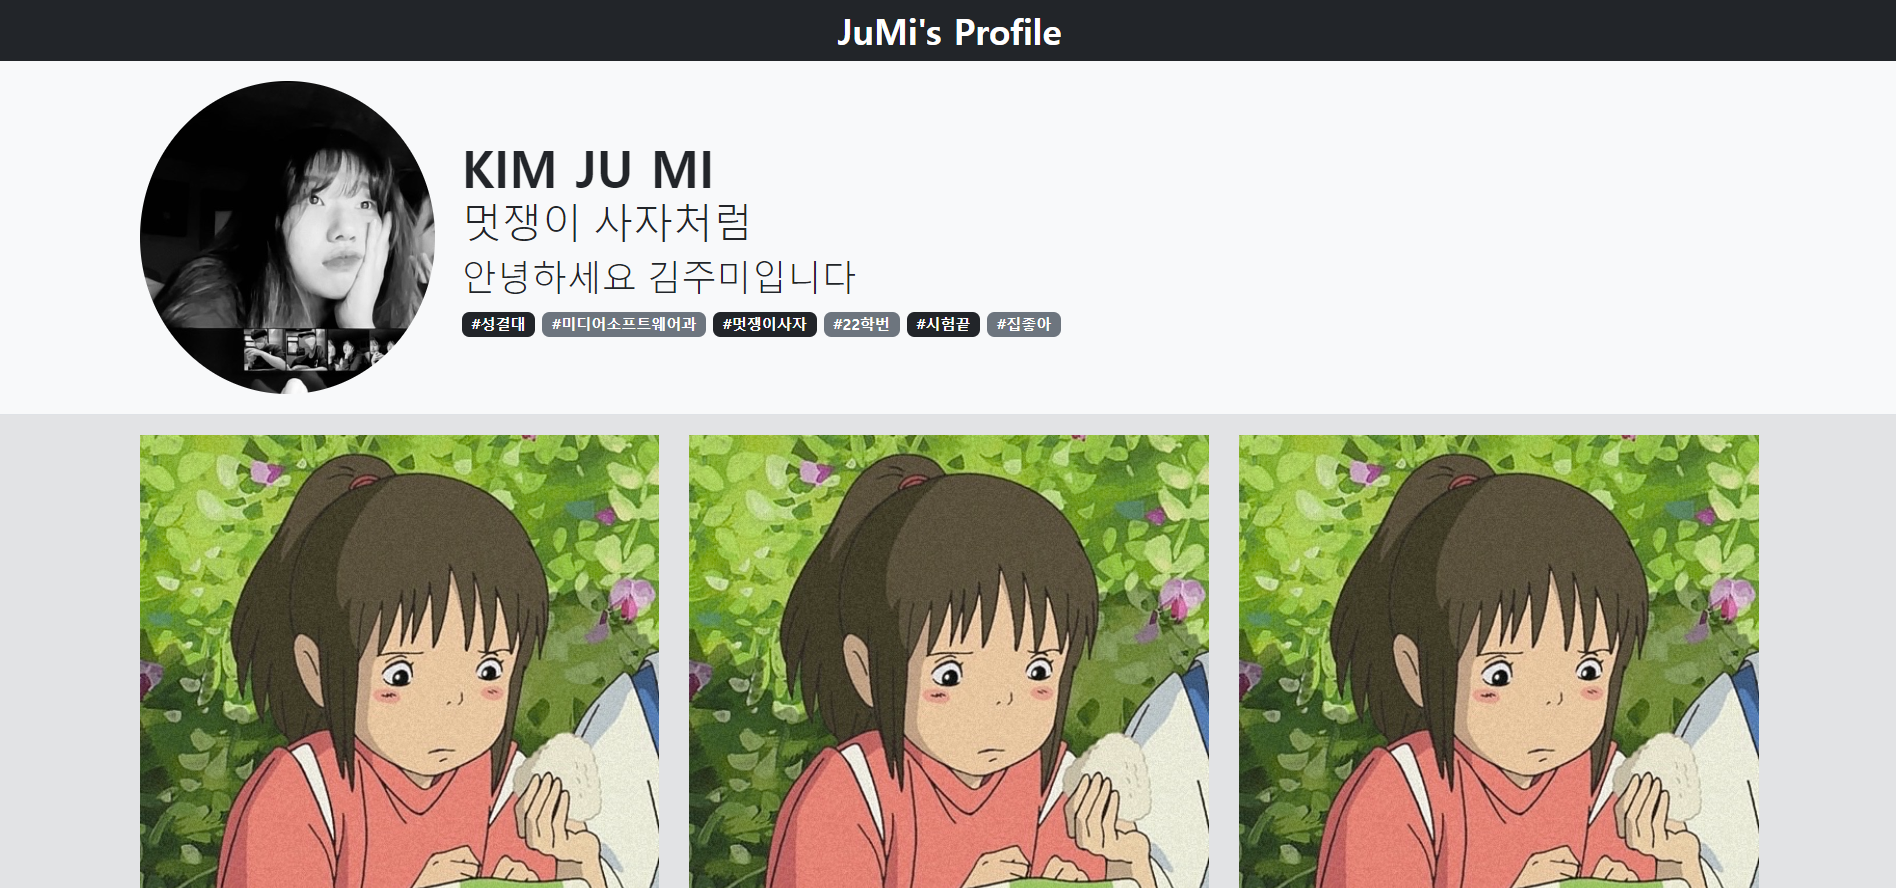 JuMi's Profile
KIM JU MI
멋쟁이 사자처럼
안녕하세요 김주미입니다
#성결대 #미디어소프트웨어과 #멋쟁이사자 #22학번 #시험끝 #집좋아